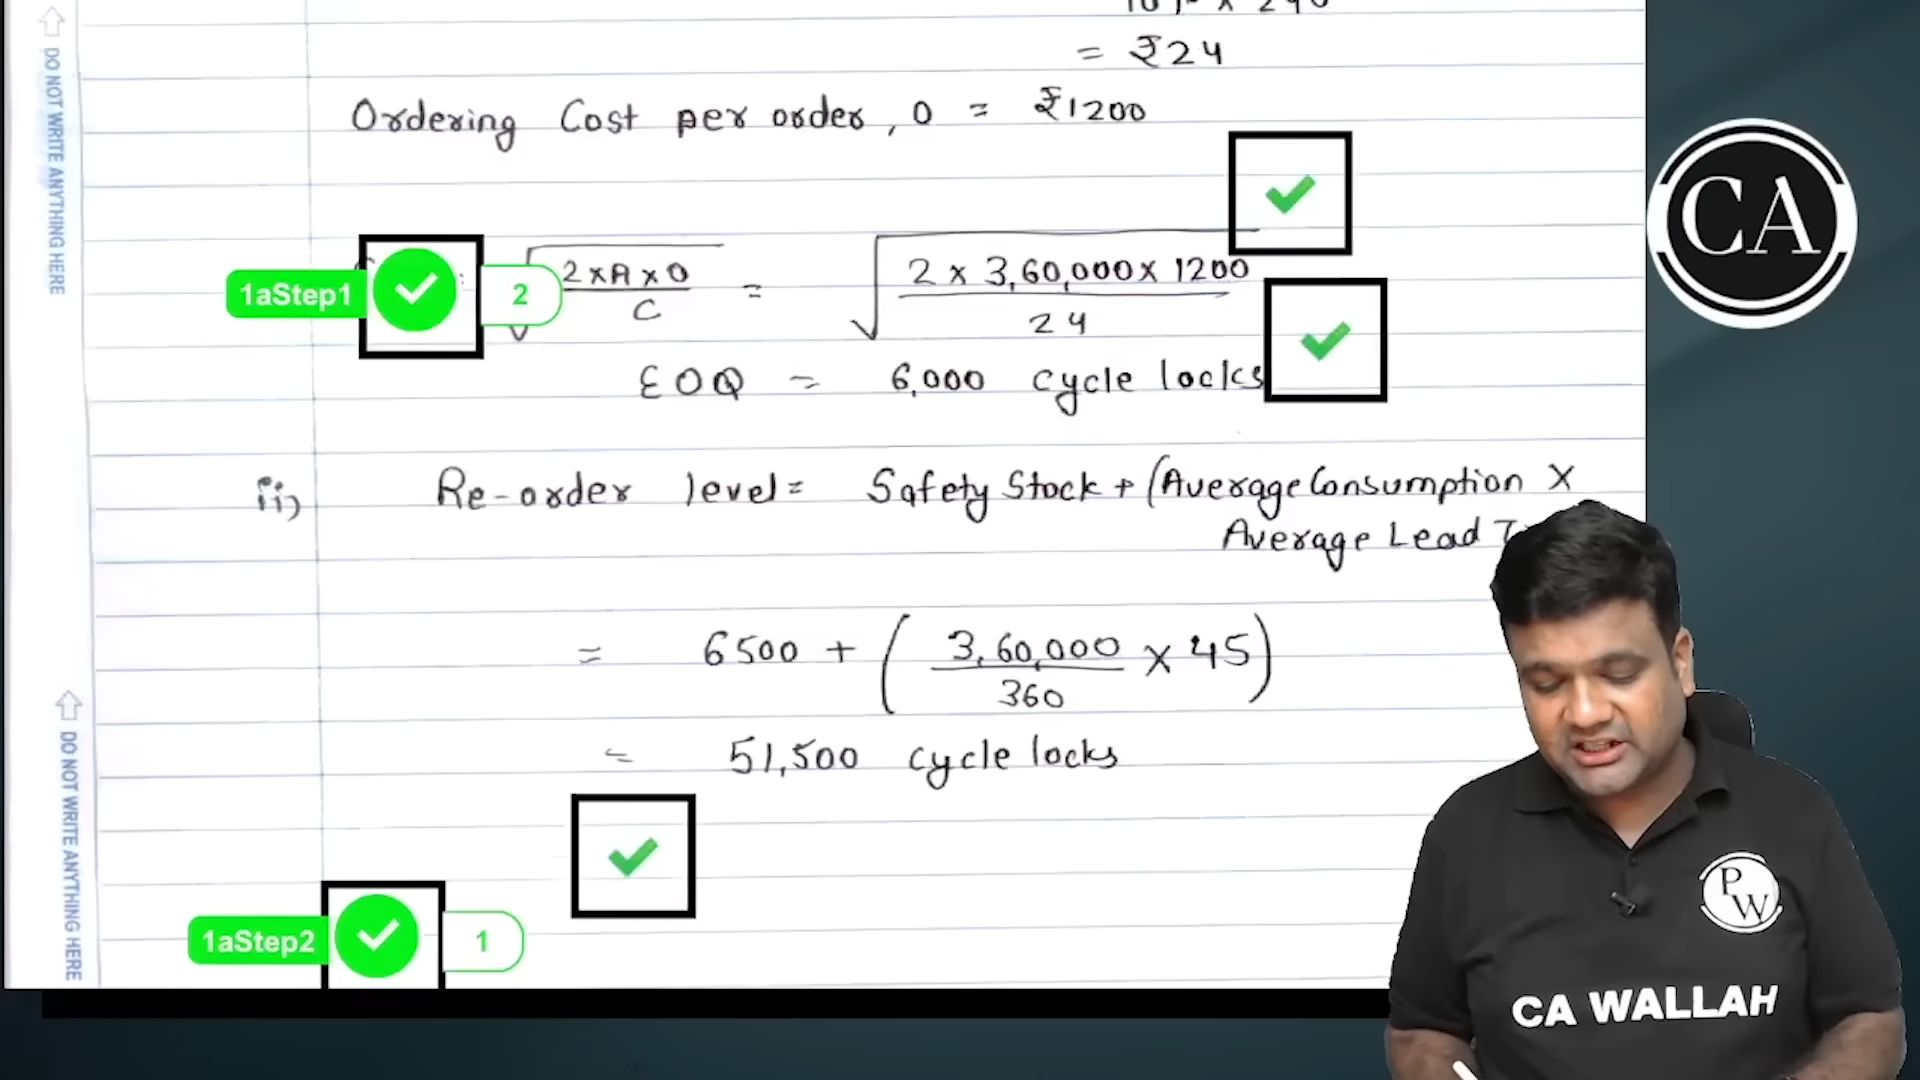 = ₹24
Ordering Cost per order, O = ₹1200
1aStep1
2
2 x A x O
C
=
2 x 3,60,000 x 1200
24
EOQ = 6,000 cycle locks
ii) Re-order level = Safety Stock + (Average Consumption X
Average Lead
= 6500 + ( 3,60,000 / 360 x 45 )
= 51,500 cycle locks
1aStep2
1
DO NOT WRITE ANYTHING HERE
DO NOT WRITE ANYTHING HERE
CA
PW
CA WALLAH